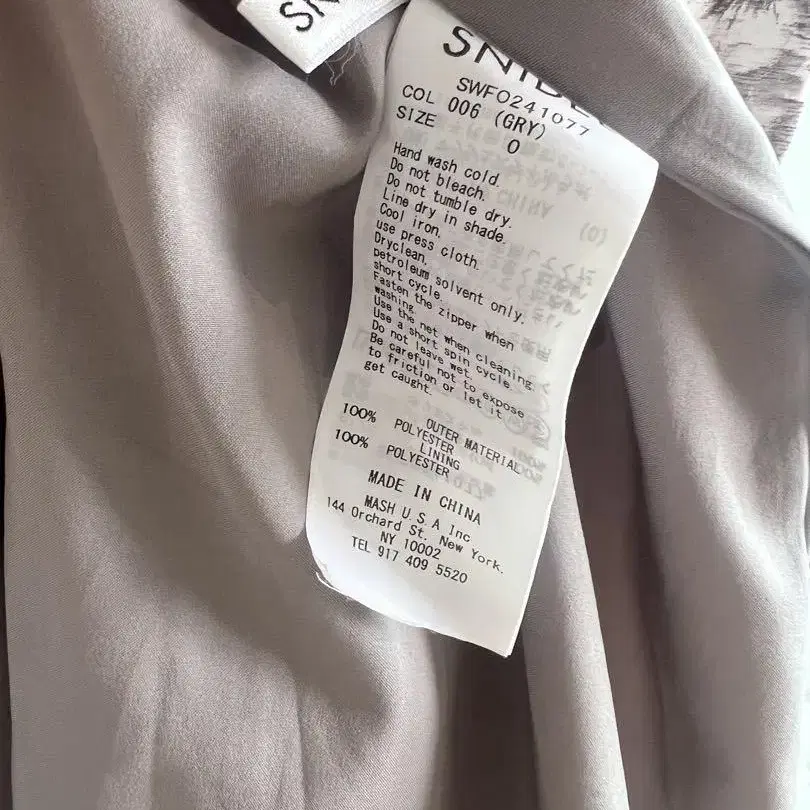 SNIDEL
SWFO241077
COL 006 (GRY)
SIZE 0
Hand wash cold.
Do not bleach.
Do not tumble dry.
Line dry in shade.
Cool iron.
use press cloth.
Dryclean,
petroleum solvent only.
short cycle.
Fasten the zipper when
washing.
Use the net when cleaning.
Use a short spin cycle.
Do not leave wet.
Be careful not to expose
to friction or let it
get caught.
OUTER MATERIAL
100% POLYESTER
LINING
100% POLYESTER
MADE IN CHINA
MASH U.S.A Inc
144 Orchard St. New York.
NY 10002
TEL 917 409 5520